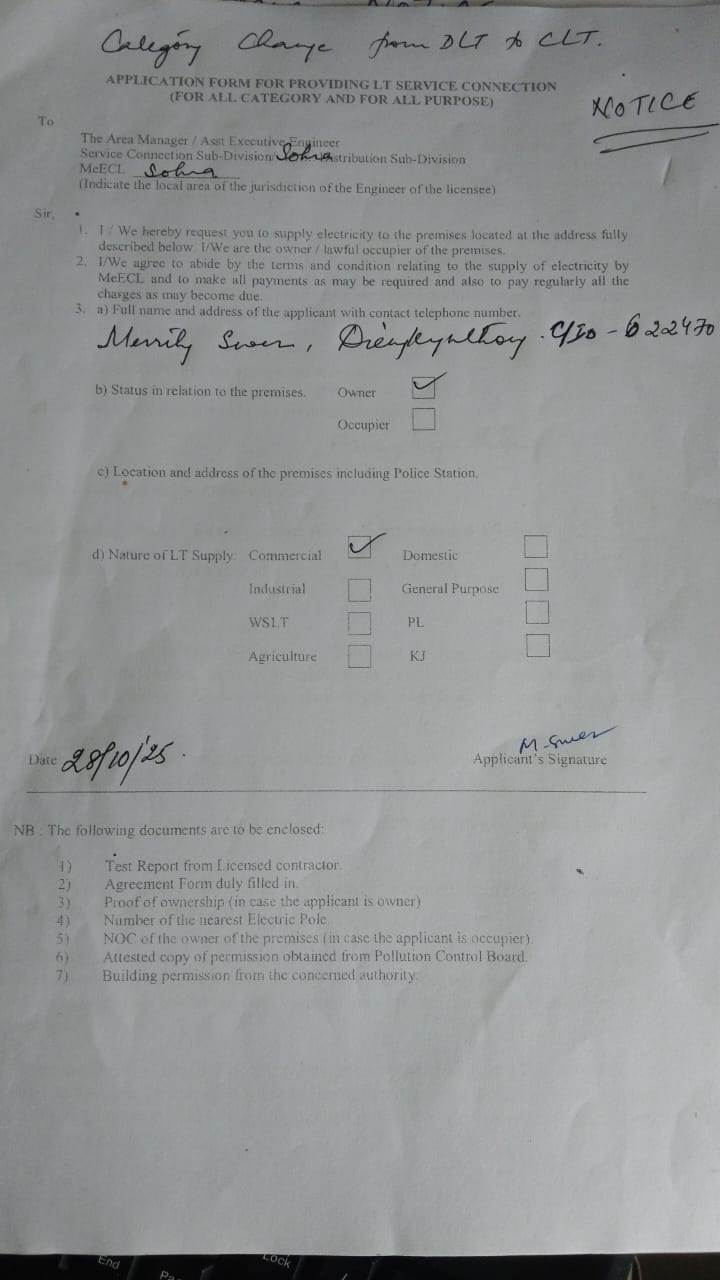 Category Change from DLT to CLT.
APPLICATION FORM FOR PROVIDING LT SERVICE CONNECTION
(FOR ALL CATEGORY AND FOR ALL PURPOSE)
NOTICE
To
The Area Manager / Asst Executive Engineer
Service Connection Sub-Division/ Sohra Distribution Sub-Division
MeECL Sohra
(Indicate the local area of the jurisdiction of the Engineer of the licensee)
Sir,
1. I / We hereby request you to supply electricity to the premises located at the address fully
described below. I/We are the owner / lawful occupier of the premises.
2. I/We agree to abide by the terms and condition relating to the supply of electricity by
MeECL and to make all payments as may be required and also to pay regularly all the
charges as may become due.
3. a) Full name and address of the applicant with contact telephone number.
Merrily Swer, C/ID - 622470
b) Status in relation to the premises. Owner ✓
Occupier
c) Location and address of the premises including Police Station.
d) Nature of LT Supply: Commercial ✓ Domestic
Industrial General Purpose
WSLT PL
Agriculture KJ
Date 28/10/'25.
M. Swer
Applicant's Signature
NB : The following documents are to be enclosed:
1) Test Report from Licensed contractor.
2) Agreement Form duly filled in.
3) Proof of ownership (in case the applicant is owner)
4) Number of the nearest Electric Pole.
5) NOC of the owner of the premises (in case the applicant is occupier).
6) Attested copy of permission obtained from Pollution Control Board.
7) Building permission from the concerned authority.
End
Lock